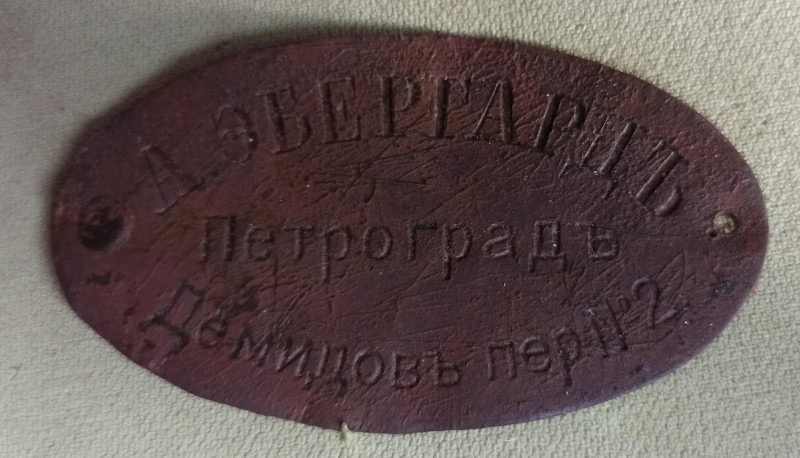 А. ЭБЕРГАРДЪ
Петроградъ
Демидовъ пер № 2.